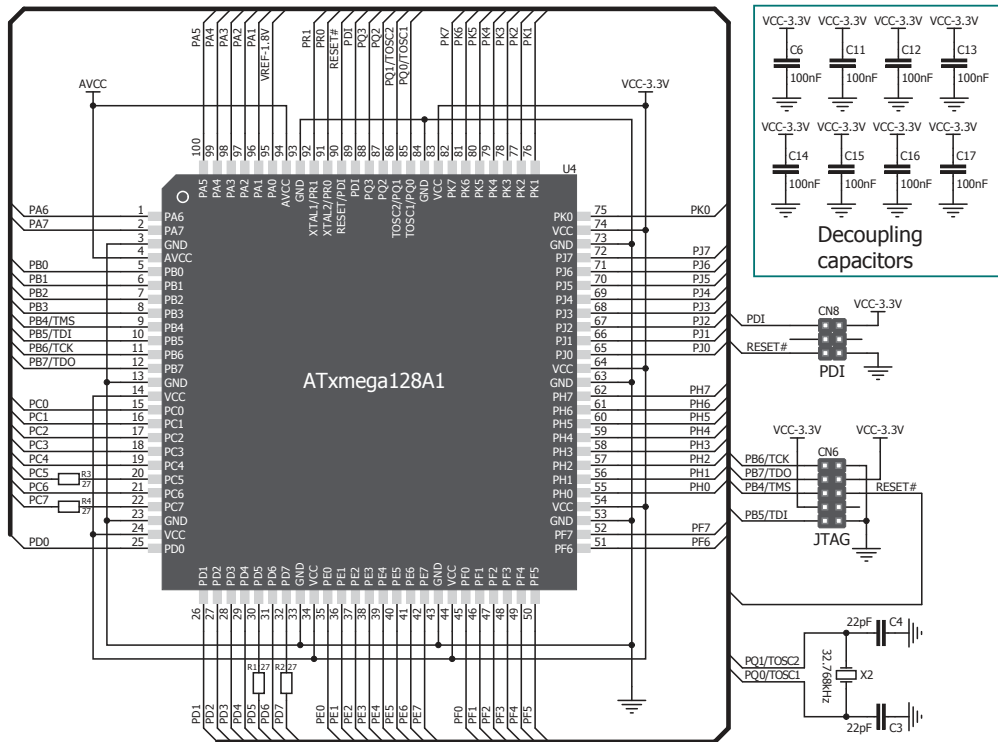 PA5
PA4
PA3
PA2
PA1
VREF-1.8V
PR1
PR0
RESET#
PDI
PQ3
PQ2
PQ1/TOSC2
PQ0/TOSC1
PK7
PK6
PK5
PK4
PK3
PK2
PK1
AVCC
VCC-3.3V
100 99 98 97 96 95 94 93 92 91 90 89 88 87 86 85 84 83 82 81 80 79 78 77 76
U4
PA5
PA4
PA3
PA2
PA1
PA0
AVCC
GND
XTAL1/PR1
XTAL2/PR0
RESET/PDI
PDI
PQ3
PQ2
TOSC2/PQ1
TOSC1/PQ0
GND
VCC
PK7
PK6
PK5
PK4
PK3
PK2
PK1
PA6 1 PA6
PA7 2 PA7
3 GND
4 AVCC
PB0 5 PB0
PB1 6 PB1
PB2 7 PB2
PB3 8 PB3
PB4/TMS 9 PB4
PB5/TDI 10 PB5
PB6/TCK 11 PB6
PB7/TDO 12 PB7
13 GND
14 VCC
PC0 15 PC0
PC1 16 PC1
PC2 17 PC2
PC3 18 PC3
PC4 19 PC4
PC5 R3 27 20 PC5
PC6 21 PC6
PC7 R4 27 22 PC7
23 GND
24 VCC
PD0 25 PD0
ATxmega128A1
PK0 75 PK0
VCC 74
GND 73
PJ7 72 PJ7
PJ6 71 PJ6
PJ5 70 PJ5
PJ4 69 PJ4
PJ3 68 PJ3
PJ2 67 PJ2
PJ1 66 PJ1
PJ0 65 PJ0
VCC 64
GND 63
PH7 62 PH7
PH6 61 PH6
PH5 60 PH5
PH4 59 PH4
PH3 58 PH3
PH2 57 PH2
PH1 56 PH1
PH0 55 PH0
VCC 54
GND 53
PF7 52 PF7
PF6 51 PF6
PD1
PD2
PD3
PD4
PD5
PD6
PD7
GND
VCC
PE0
PE1
PE2
PE3
PE4
PE5
PE6
PE7
GND
VCC
PF0
PF1
PF2
PF3
PF4
PF5
26 27 28 29 30 31 32 33 34 35 36 37 38 39 40 41 42 43 44 45 46 47 48 49 50
R1 27
R2 27
PD1
PD2
PD3
PD4
PD5
PD6
PD7
PE0
PE1
PE2
PE3
PE4
PE5
PE6
PE7
PF0
PF1
PF2
PF3
PF4
PF5
VCC-3.3V VCC-3.3V VCC-3.3V VCC-3.3V
C6 C11 C12 C13
100nF 100nF 100nF 100nF
VCC-3.3V VCC-3.3V VCC-3.3V VCC-3.3V
C14 C15 C16 C17
100nF 100nF 100nF 100nF
Decoupling
capacitors
CN8
VCC-3.3V
PDI
RESET#
PDI
VCC-3.3V VCC-3.3V
CN6
PB6/TCK
PB7/TDO
PB4/TMS
RESET#
PB5/TDI
JTAG
22pF C4
PQ1/TOSC2
PQ0/TOSC1
32.768kHz
X2
22pF C3